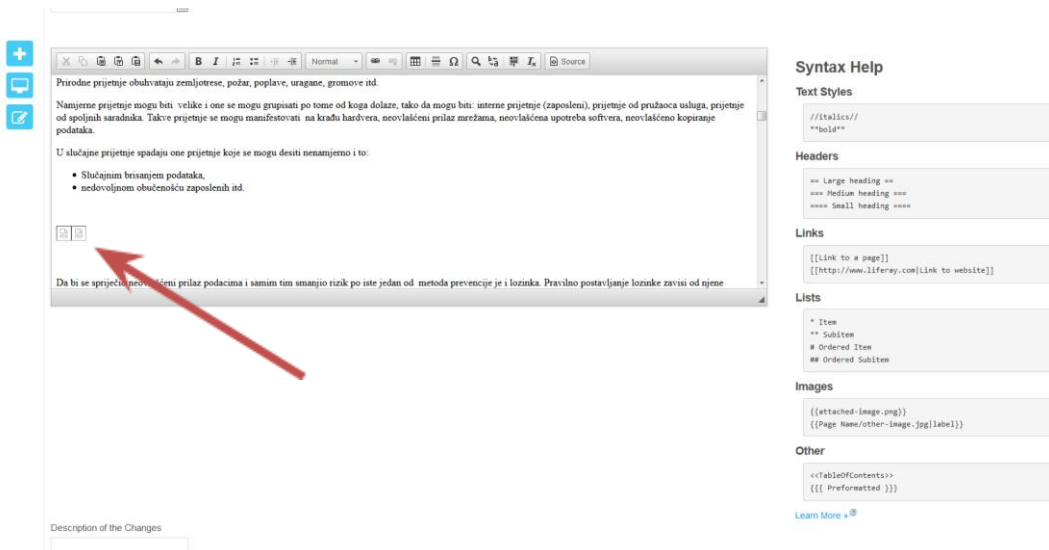 Normal
Source
Prirodne prijetnje obuhvataju zemljotrese, požar, poplave, uragane, gromove itd.
Namjerne prijetnje mogu biti velike i one se mogu grupisati po tome od koga dolaze, tako da mogu biti: interne prijetnje (zaposleni), prijetnje od pružaoca usluga, prijetnje
od spoljnih saradnika. Takve prijetnje se mogu manifestovati na krađu hardvera, neovlašćeni prilaz mrežama, neovlašćena upotreba softvera, neovlašćeno kopiranje
podataka.
U slučajne prijetnje spadaju one prijetnje koje se mogu desiti nenamjerno i to:
• Slučajnim brisanjem podataka,
• nedovoljnom obučenošću zaposlenih itd.
Da bi se spriječio neovlašćeni prilaz podacima i samim tim smanjio rizik po iste jedan od metoda prevencije je i lozinka. Pravilno postavljanje lozinke zavisi od njene
Description of the Changes
Syntax Help
Text Styles
//italics//
**bold**
Headers
== Large heading ==
=== Medium heading ===
==== Small heading ====
Links
[[Link to a page]]
[[http://www.liferay.com|Link to website]]
Lists
* Item
** Subitem
# Ordered Item
## Ordered Subitem
Images
{{attached-image.png}}
{{Page Name/other-image.jpg|label}}
Other
<<TableOfContents>>
{{{ Preformatted }}}
Learn More »